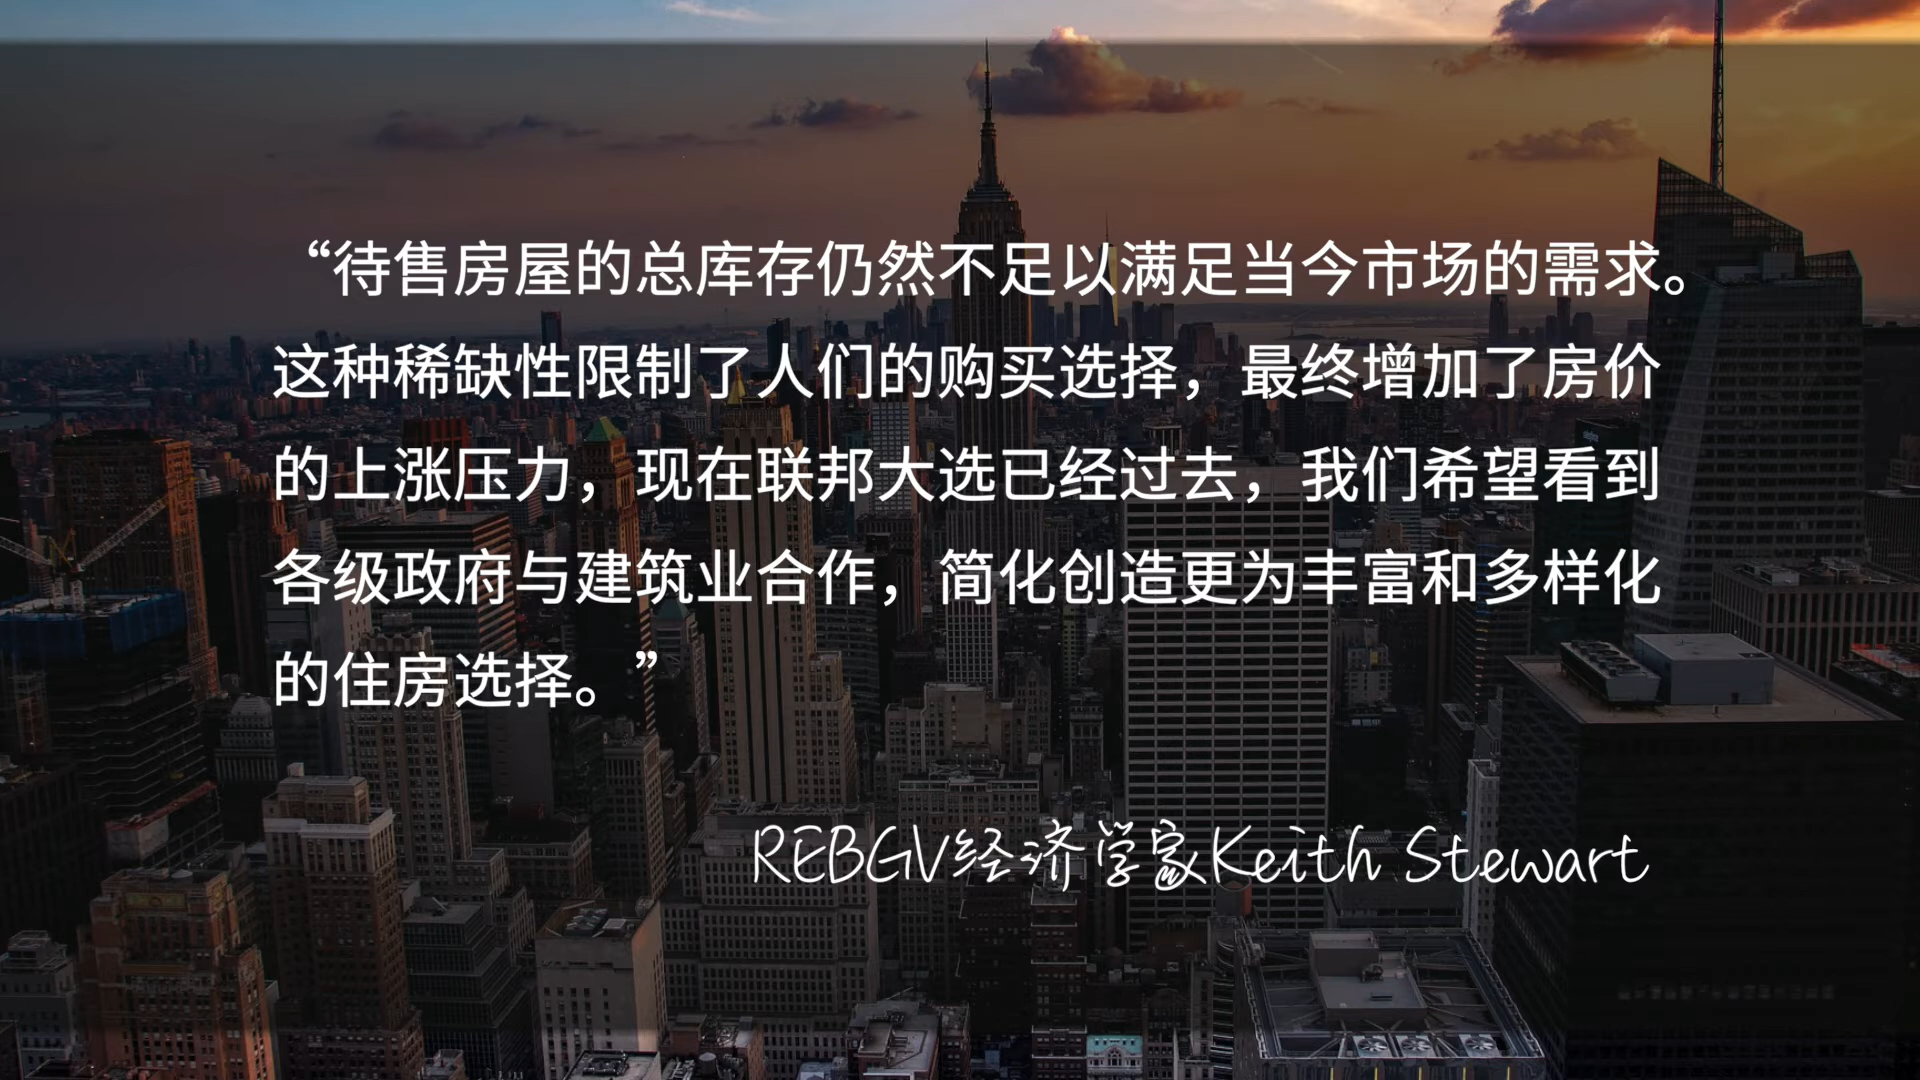 “待售房屋的总库存仍然不足以满足当今市场的需求。
这种稀缺性限制了人们的购买选择，最终增加了房价
的上涨压力，现在联邦大选已经过去，我们希望看到
各级政府与建筑业合作，简化创造更为丰富和多样化
的住房选择。”
REBGV经济学家Keith Stewart